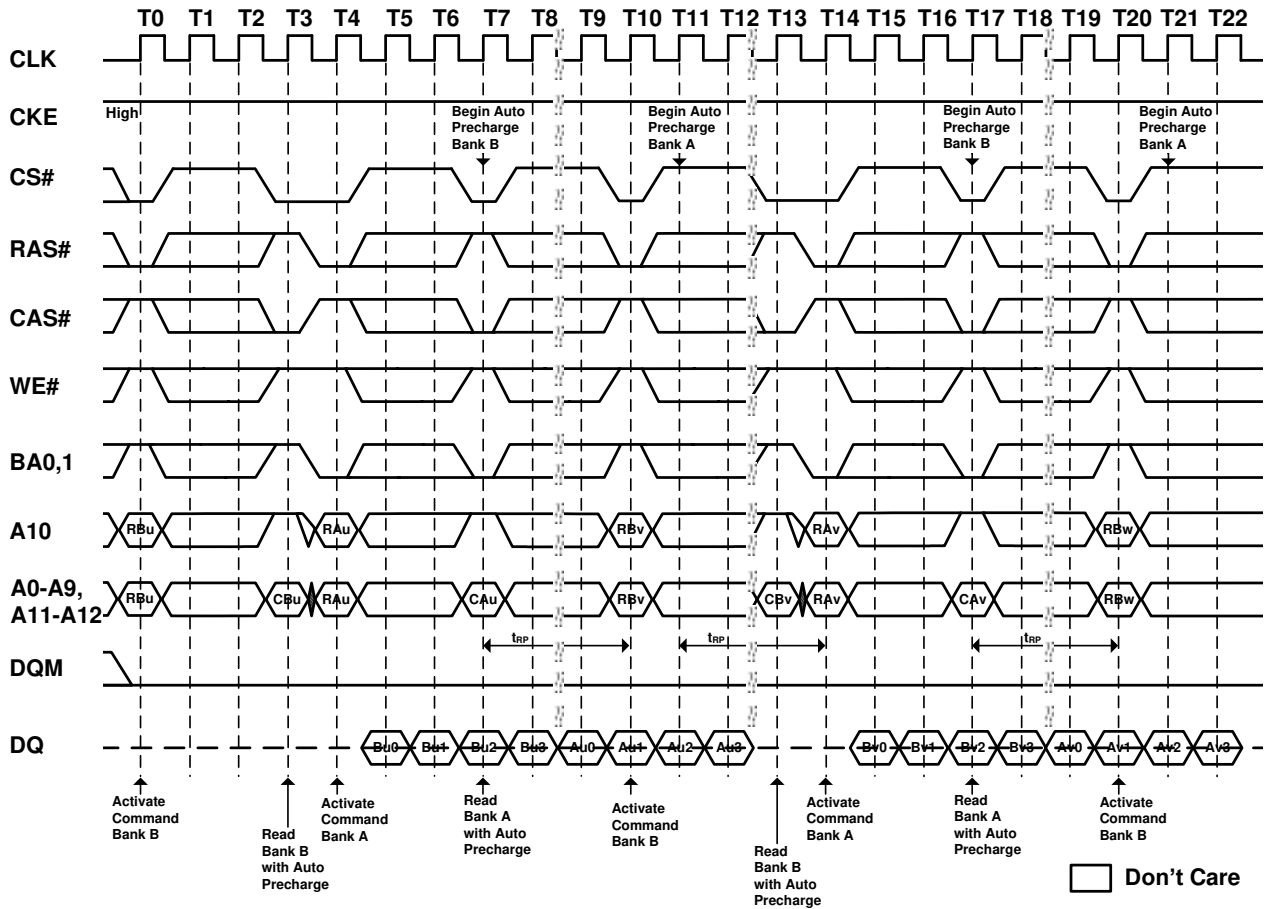 T0 T1 T2 T3 T4 T5 T6 T7 T8 T9 T10 T11 T12 T13 T14 T15 T16 T17 T18 T19 T20 T21 T22
CLK
CKE
High
Begin Auto
Precharge
Bank B
Begin Auto
Precharge
Bank A
Begin Auto
Precharge
Bank B
Begin Auto
Precharge
Bank A
CS#
RAS#
CAS#
WE#
BA0,1
A10
RBu RAu RBv RAv RBw
A0-A9,
A11-A12
RBu CBu RAu CAu RBv CBv RAv CAv RBw
tRP tRP tRP
DQM
DQ
Bu0 Bu1 Bu2 Bu3 Au0 Au1 Au2 Au3 Bv0 Bv1 Bv2 Bv3 Av0 Av1 Av2 Av3
Activate
Command
Bank B
Read
Bank B
with Auto
Precharge
Activate
Command
Bank A
Read
Bank A
with Auto
Precharge
Activate
Command
Bank B
Read
Bank B
with Auto
Precharge
Activate
Command
Bank A
Read
Bank A
with Auto
Precharge
Activate
Command
Bank B
Don't Care